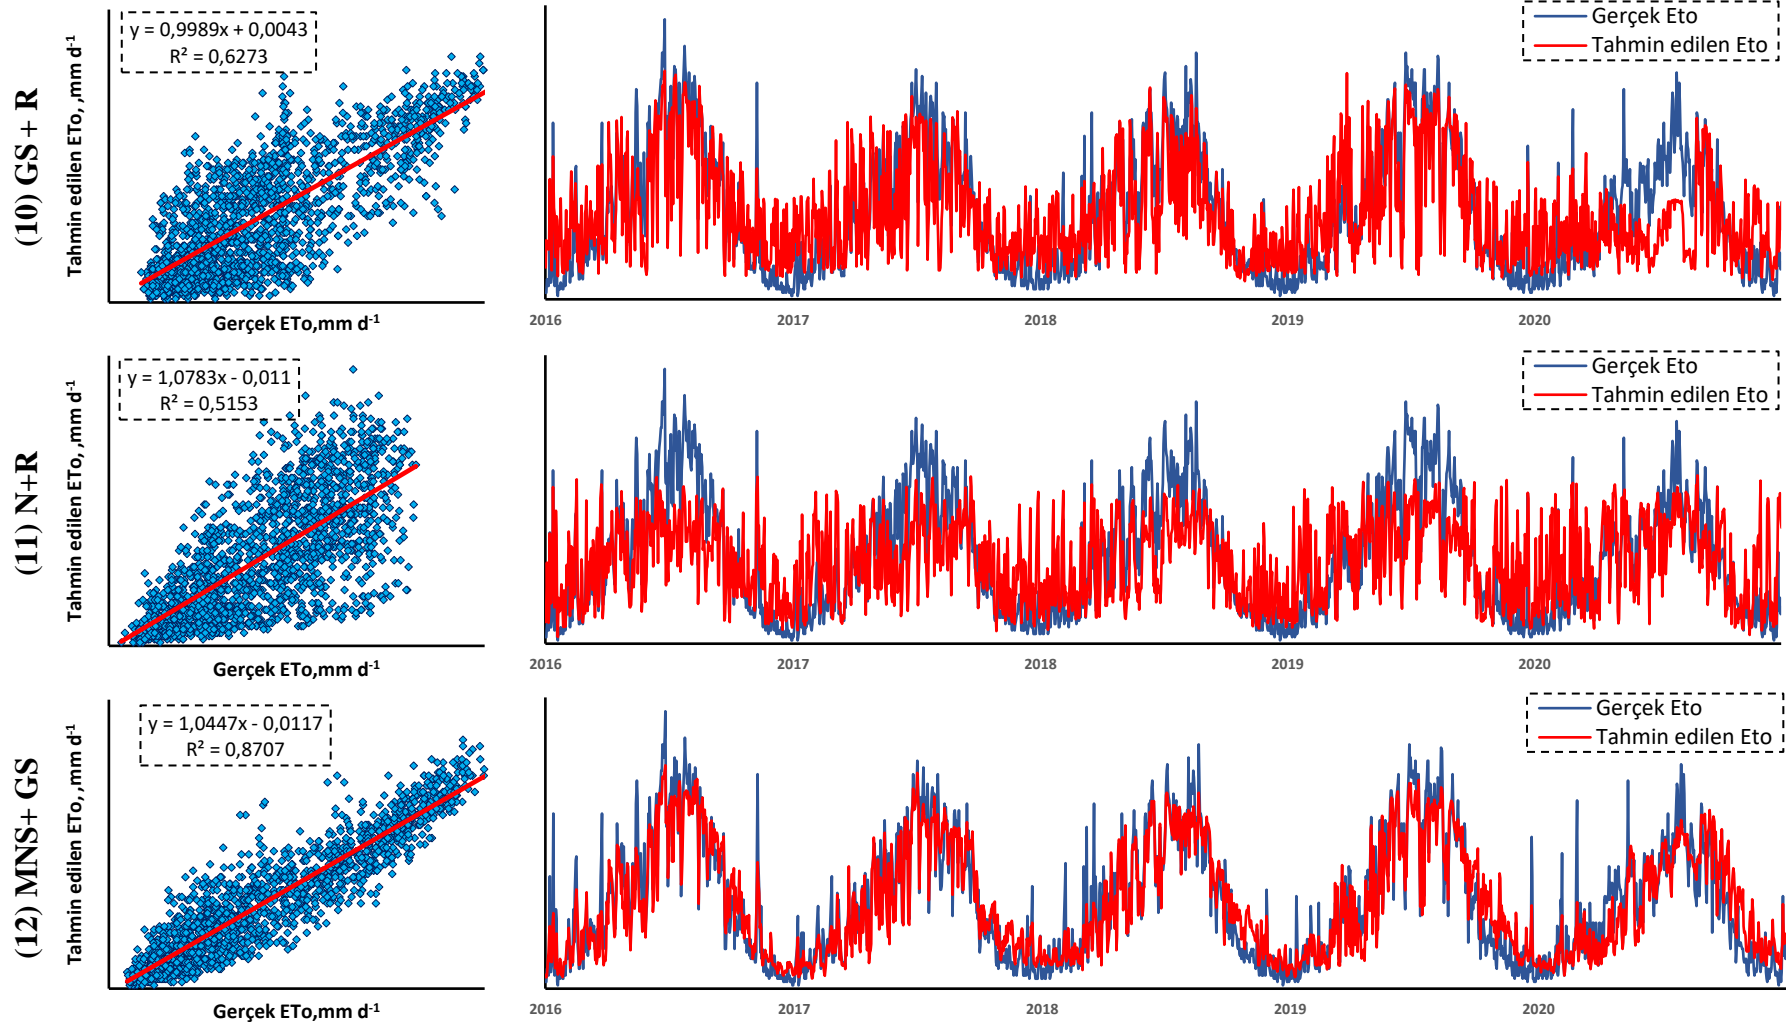 (10) GS + R
Tahmin edilen ETo, ,mm d⁻¹
y = 0,9989x + 0,0043
R² = 0,6273
Gerçek ETo,mm d⁻¹
Gerçek Eto
Tahmin edilen Eto
2016 2017 2018 2019 2020
(11) N+R
Tahmin edilen ETo, ,mm d⁻¹
y = 1,0783x - 0,011
R² = 0,5153
Gerçek ETo,mm d⁻¹
Gerçek Eto
Tahmin edilen Eto
2016 2017 2018 2019 2020
(12) MNS+ GS
Tahmin edilen ETo, ,mm d⁻¹
y = 1,0447x - 0,0117
R² = 0,8707
Gerçek ETo,mm d⁻¹
Gerçek Eto
Tahmin edilen Eto
2016 2017 2018 2019 2020